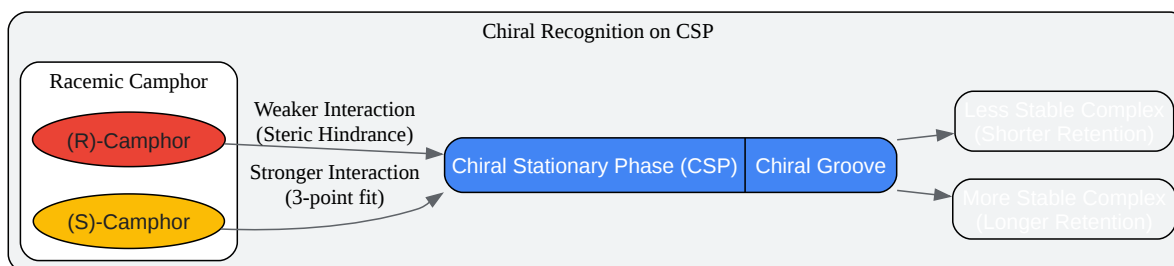 Chiral Recognition on CSP
Racemic Camphor
(R)-Camphor
(S)-Camphor
Weaker Interaction
(Steric Hindrance)
Stronger Interaction
(3-point fit)
Chiral Stationary Phase (CSP)
Chiral Groove
Less Stable Complex
(Shorter Retention)
More Stable Complex
(Longer Retention)